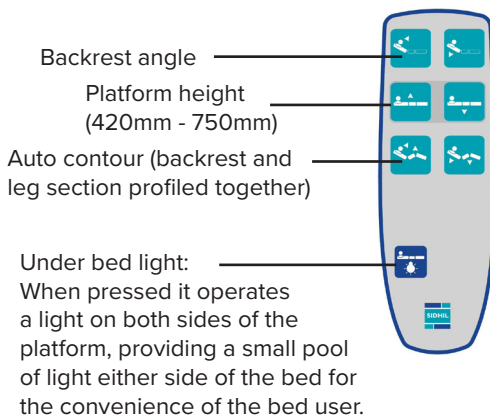 Backrest angle
Platform height
(420mm - 750mm)
Auto contour (backrest and
leg section profiled together)
Under bed light:
When pressed it operates
a light on both sides of the
platform, providing a small pool
of light either side of the bed for
the convenience of the bed user.
SIDHIL